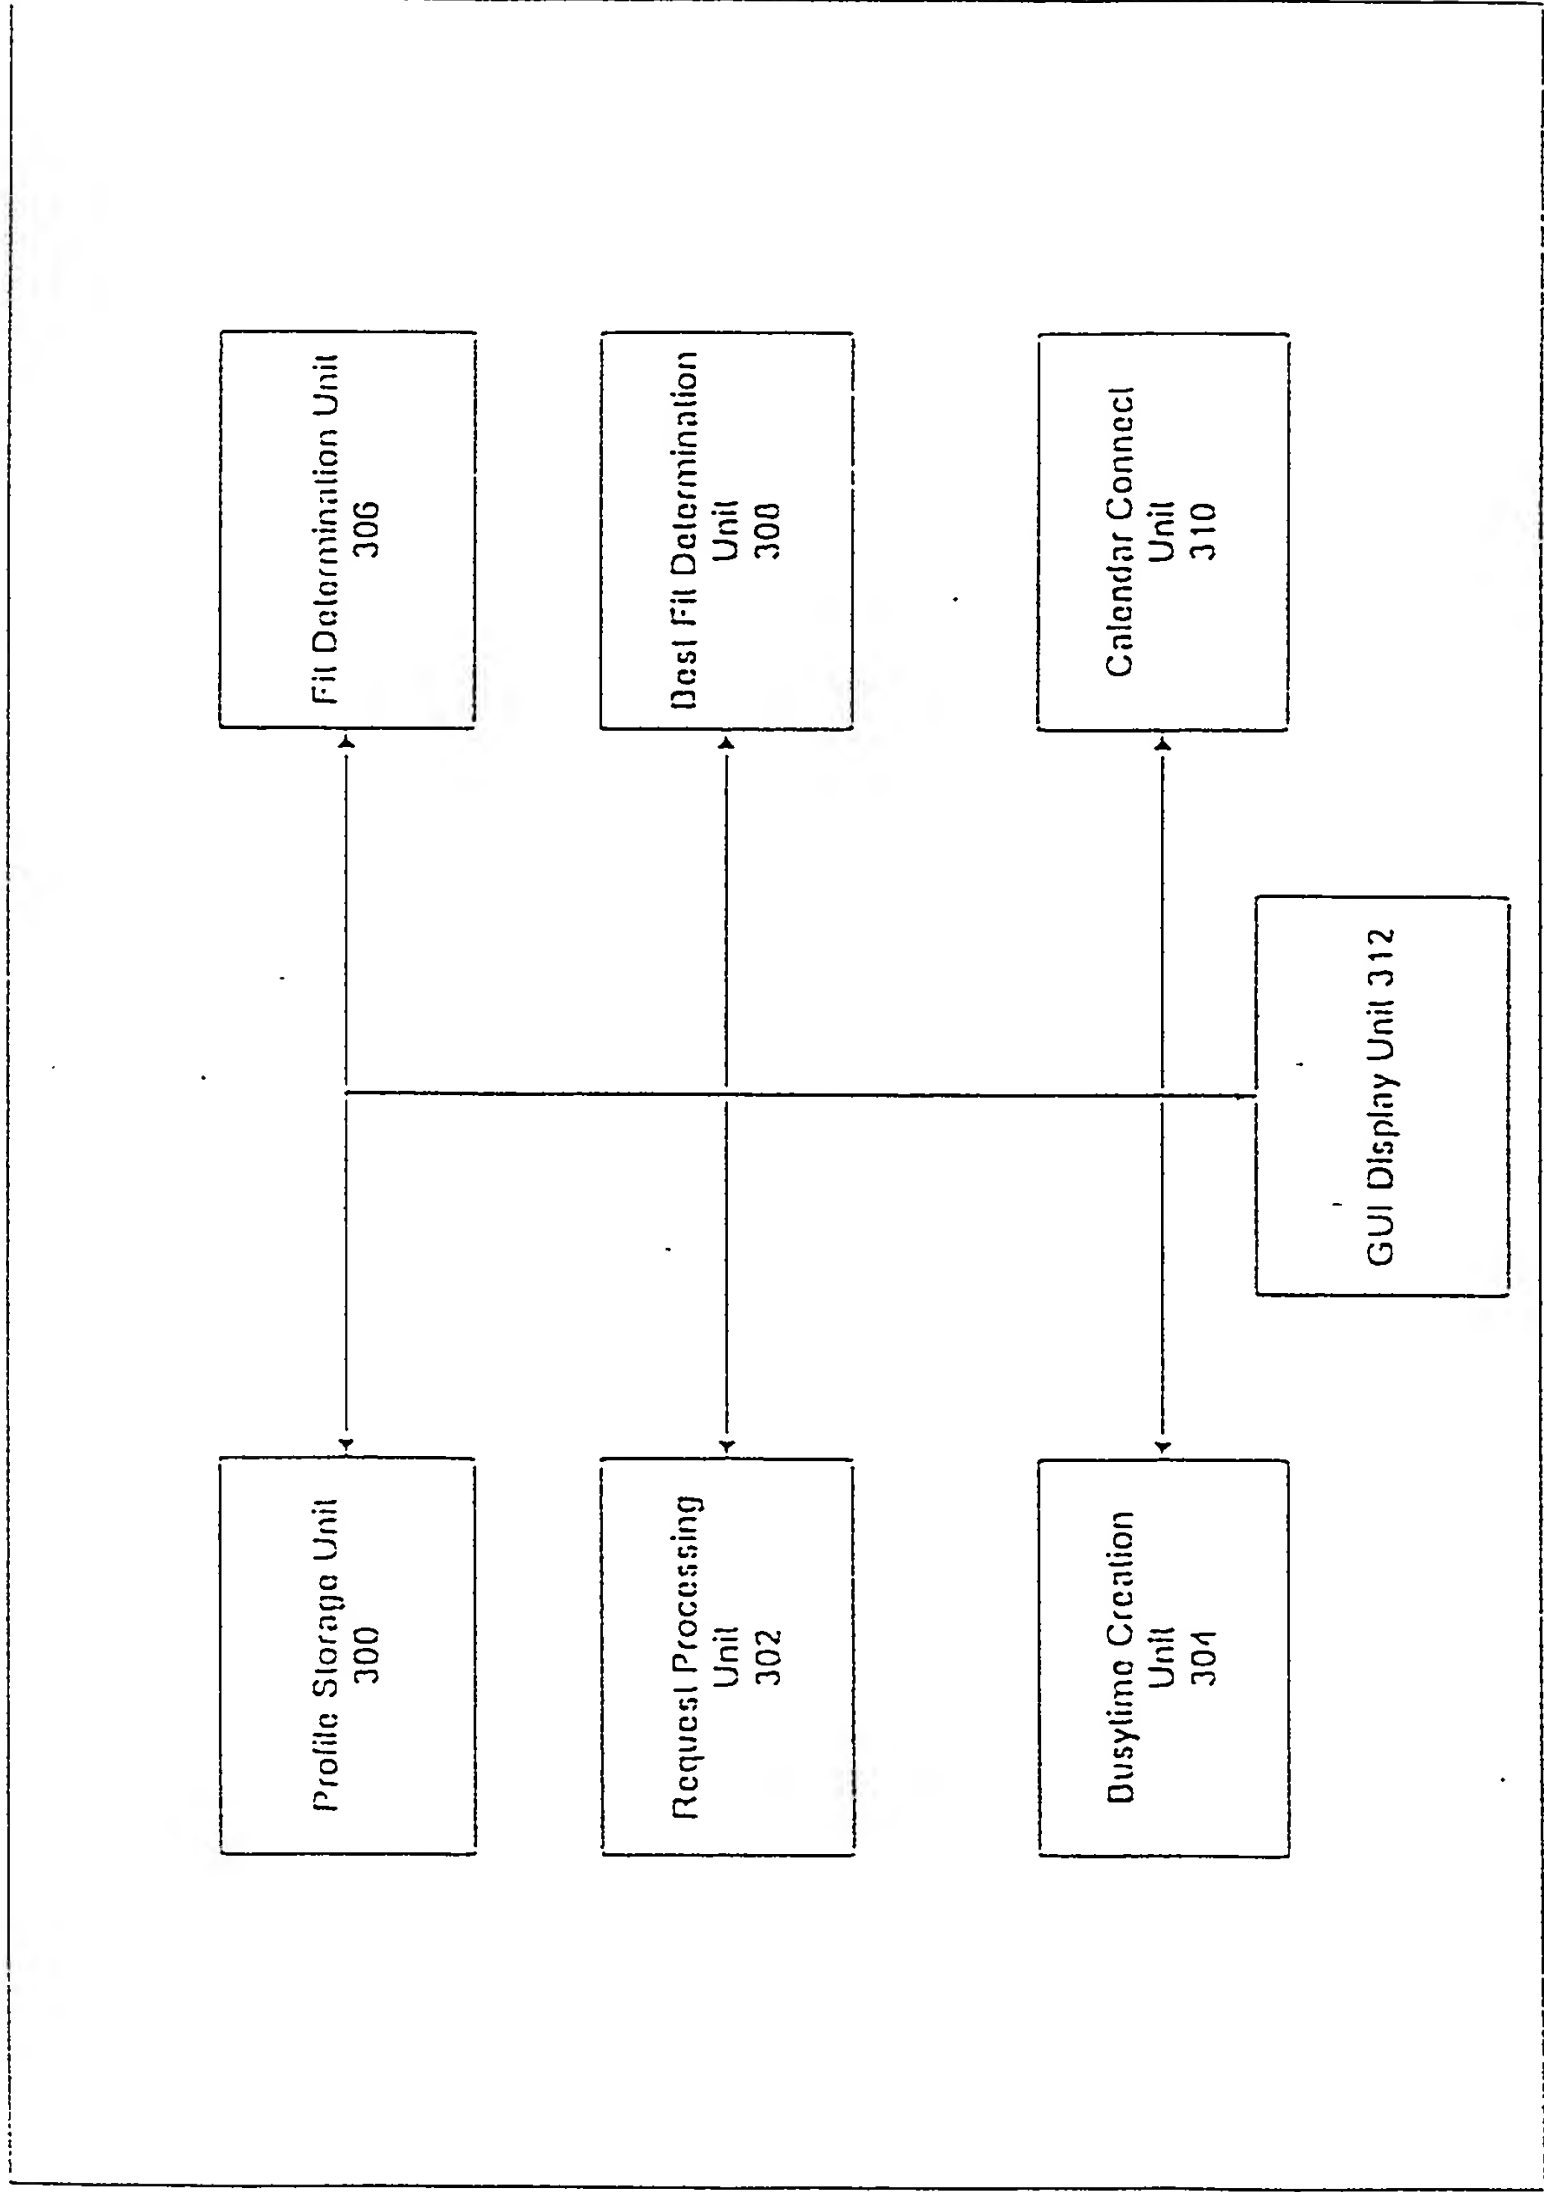 Profile Storage Unit
300
Request Processing
Unit
302
Busytime Creation
Unit
304
Fit Determination Unit
306
Best Fit Determination
Unit
308
Calendar Connect
Unit
310
GUI Display Unit 312